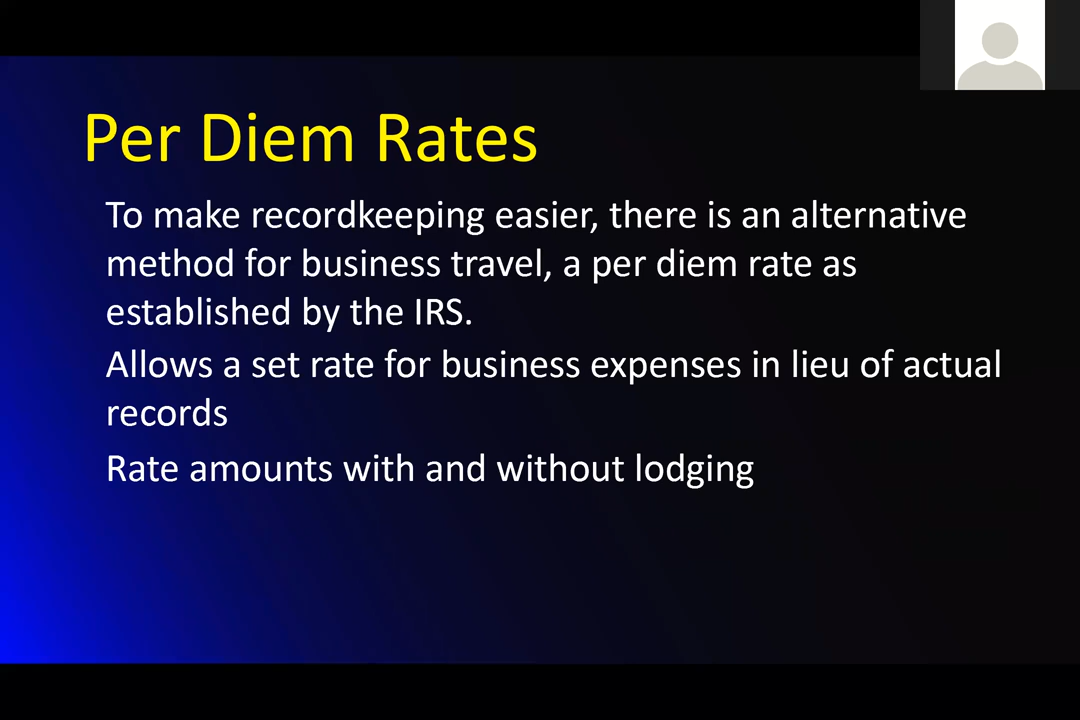 Per Diem Rates
To make recordkeeping easier, there is an alternative
method for business travel, a per diem rate as
established by the IRS.
Allows a set rate for business expenses in lieu of actual
records
Rate amounts with and without lodging